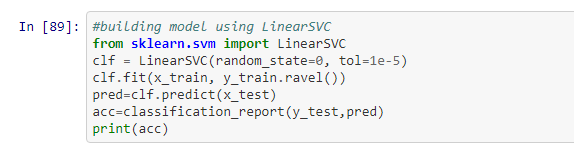 In [89]: #building model using LinearSVC
from sklearn.svm import LinearSVC
clf = LinearSVC(random_state=0, tol=1e-5)
clf.fit(x_train, y_train.ravel())
pred=clf.predict(x_test)
acc=classification_report(y_test,pred)
print(acc)